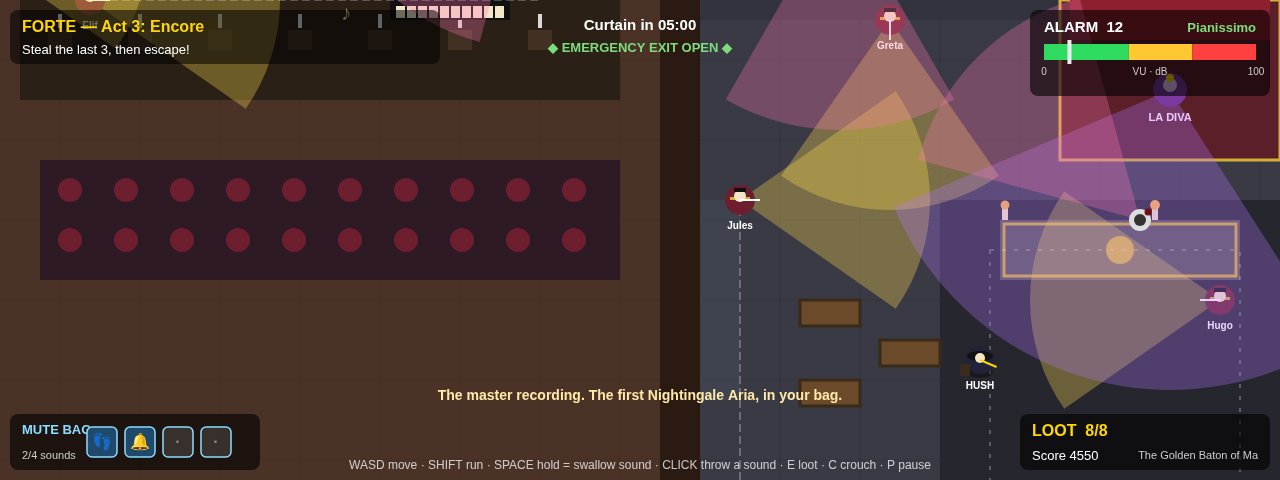 FORTE — Act 3: Encore
Elif
Steal the last 3, then escape!
Curtain in 05:00
◆ EMERGENCY EXIT OPEN ◆
Greta
ALARM 12
Pianissimo
0
VU · dB
100
LA DIVA
Jules
Hugo
HUSH
The master recording. The first Nightingale Aria, in your bag.
MUTE BAG
2/4 sounds
WASD move · SHIFT run · SPACE hold = swallow sound · CLICK throw a sound · E loot · C crouch · P pause
LOOT 8/8
Score 4550
The Golden Baton of Ma